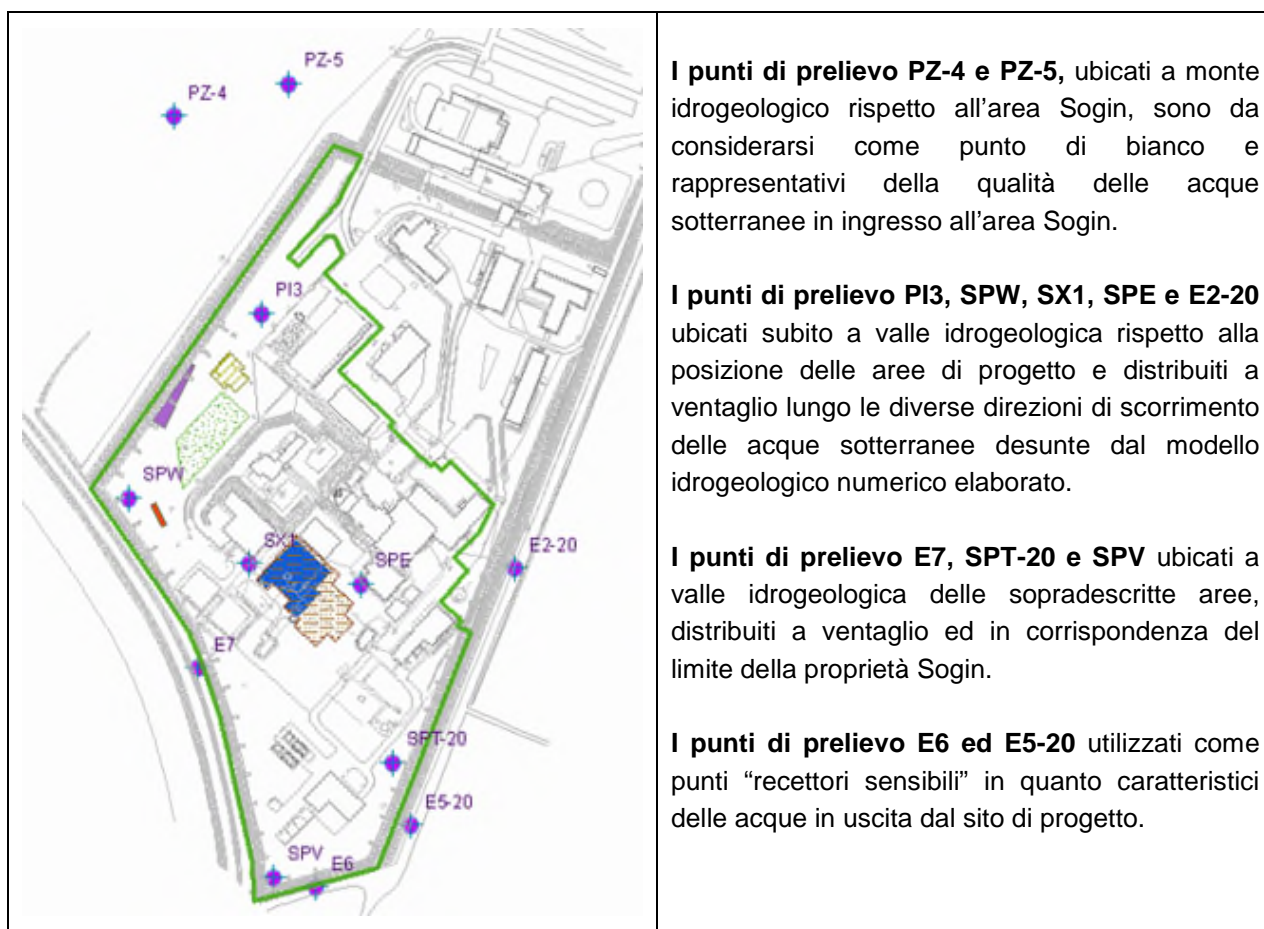 PZ-5
PZ-4
PI3
SPW
SX1
SPE
E2-20
E7
SPT-20
E5-20
SPV
E6
I punti di prelievo PZ-4 e PZ-5, ubicati a monte
idrogeologico rispetto all’area Sogin, sono da
considerarsi come punto di bianco e
rappresentativi della qualità delle acque
sotterranee in ingresso all’area Sogin.
I punti di prelievo PI3, SPW, SX1, SPE e E2-20
ubicati subito a valle idrogeologica rispetto alla
posizione delle aree di progetto e distribuiti a
ventaglio lungo le diverse direzioni di scorrimento
delle acque sotterranee desunte dal modello
idrogeologico numerico elaborato.
I punti di prelievo E7, SPT-20 e SPV ubicati a
valle idrogeologica delle sopradescritte aree,
distribuiti a ventaglio ed in corrispondenza del
limite della proprietà Sogin.
I punti di prelievo E6 ed E5-20 utilizzati come
punti “recettori sensibili” in quanto caratteristici
delle acque in uscita dal sito di progetto.